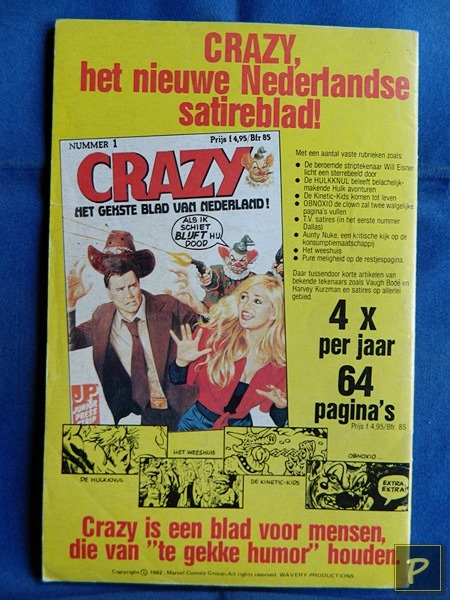 CRAZY,
het nieuwe Nederlandse
satireblad!
NUMMER 1
Prijs f 4,95/Bfr 85
CRAZY
HET GEKSTE BLAD VAN NEDERLAND!
ALS IK
SCHIET
BLIJFT HIJ
DOOD
JP
JUNIOR
PRESS
STRIP
Met een aantal vaste rubrieken zoals:
De beroemde striptekenaar Will Eisner
licht een sterrebeeld door
De HULKKNUL beleeft belachelijk-
makende Hulk avonturen
De Kinetic-Kids komen tot leven
OBNOXIO de clown zal twee walgelijke
pagina's vullen
T.V. satires (in het eerste nummer
Dallas)
Aunty Nuke, een kritische kijk op de
konsumptiemaatschappij
Het weeshuis
Pure meligheid op de restjespagina.
Daar tussendoor korte artikelen van
bekende tekenaars zoals Vaugh Bodé en
Harvey Kurzman en satires op allerlei
gebied.
4 x
per jaar
64
pagina's
Prijs f 4,95/Bfr. 85
DE HULKKNUL
HET WEESHUIS
DE KINETIC-KIDS
OBNOXIO...
EXTRA,
EXTRA!
Crazy is een blad voor mensen,
die van "te gekke humor" houden.
Copyright © 1982 Marvel Comics Group-All rights reserved. WAVERY PRODUCTIONS
P